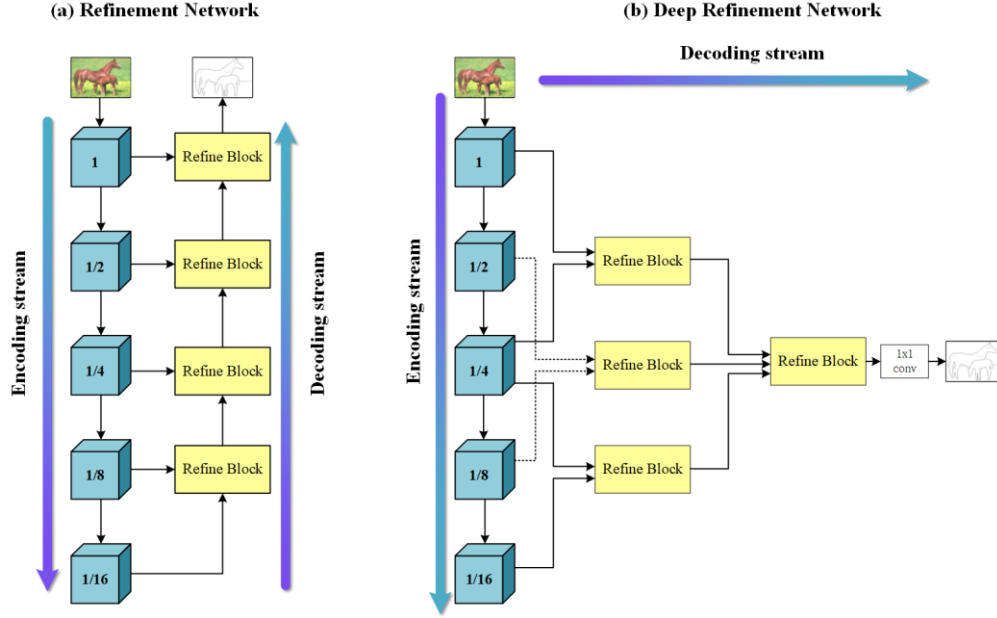 (a) Refinement Network
1
Refine Block
1/2
Refine Block
1/4
Refine Block
1/8
Refine Block
1/16
Encoding stream
Decoding stream
(b) Deep Refinement Network
Decoding stream
Encoding stream
1
1/2
1/4
1/8
1/16
Refine Block
Refine Block
Refine Block
Refine Block
1x1
conv